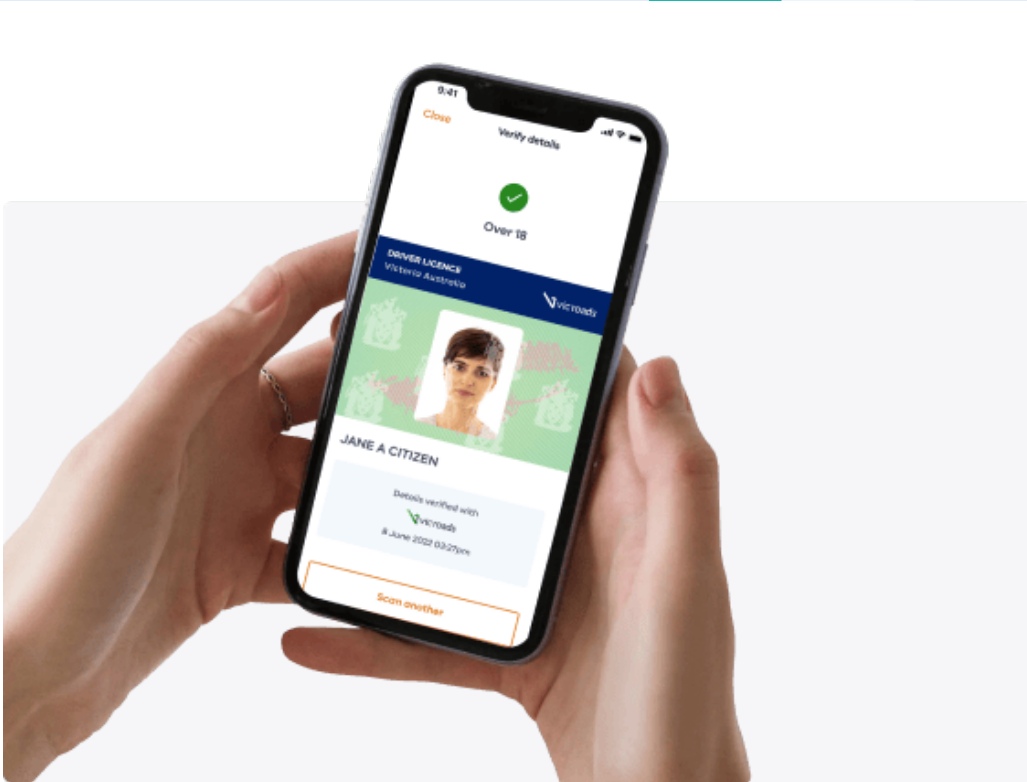 9:41
Close
Verify details
Over 18
DRIVER LICENCE
Victoria Australia
vicroads
JANE A CITIZEN
Details verified with
vicroads
8 June 2022 03:27pm
Scan another